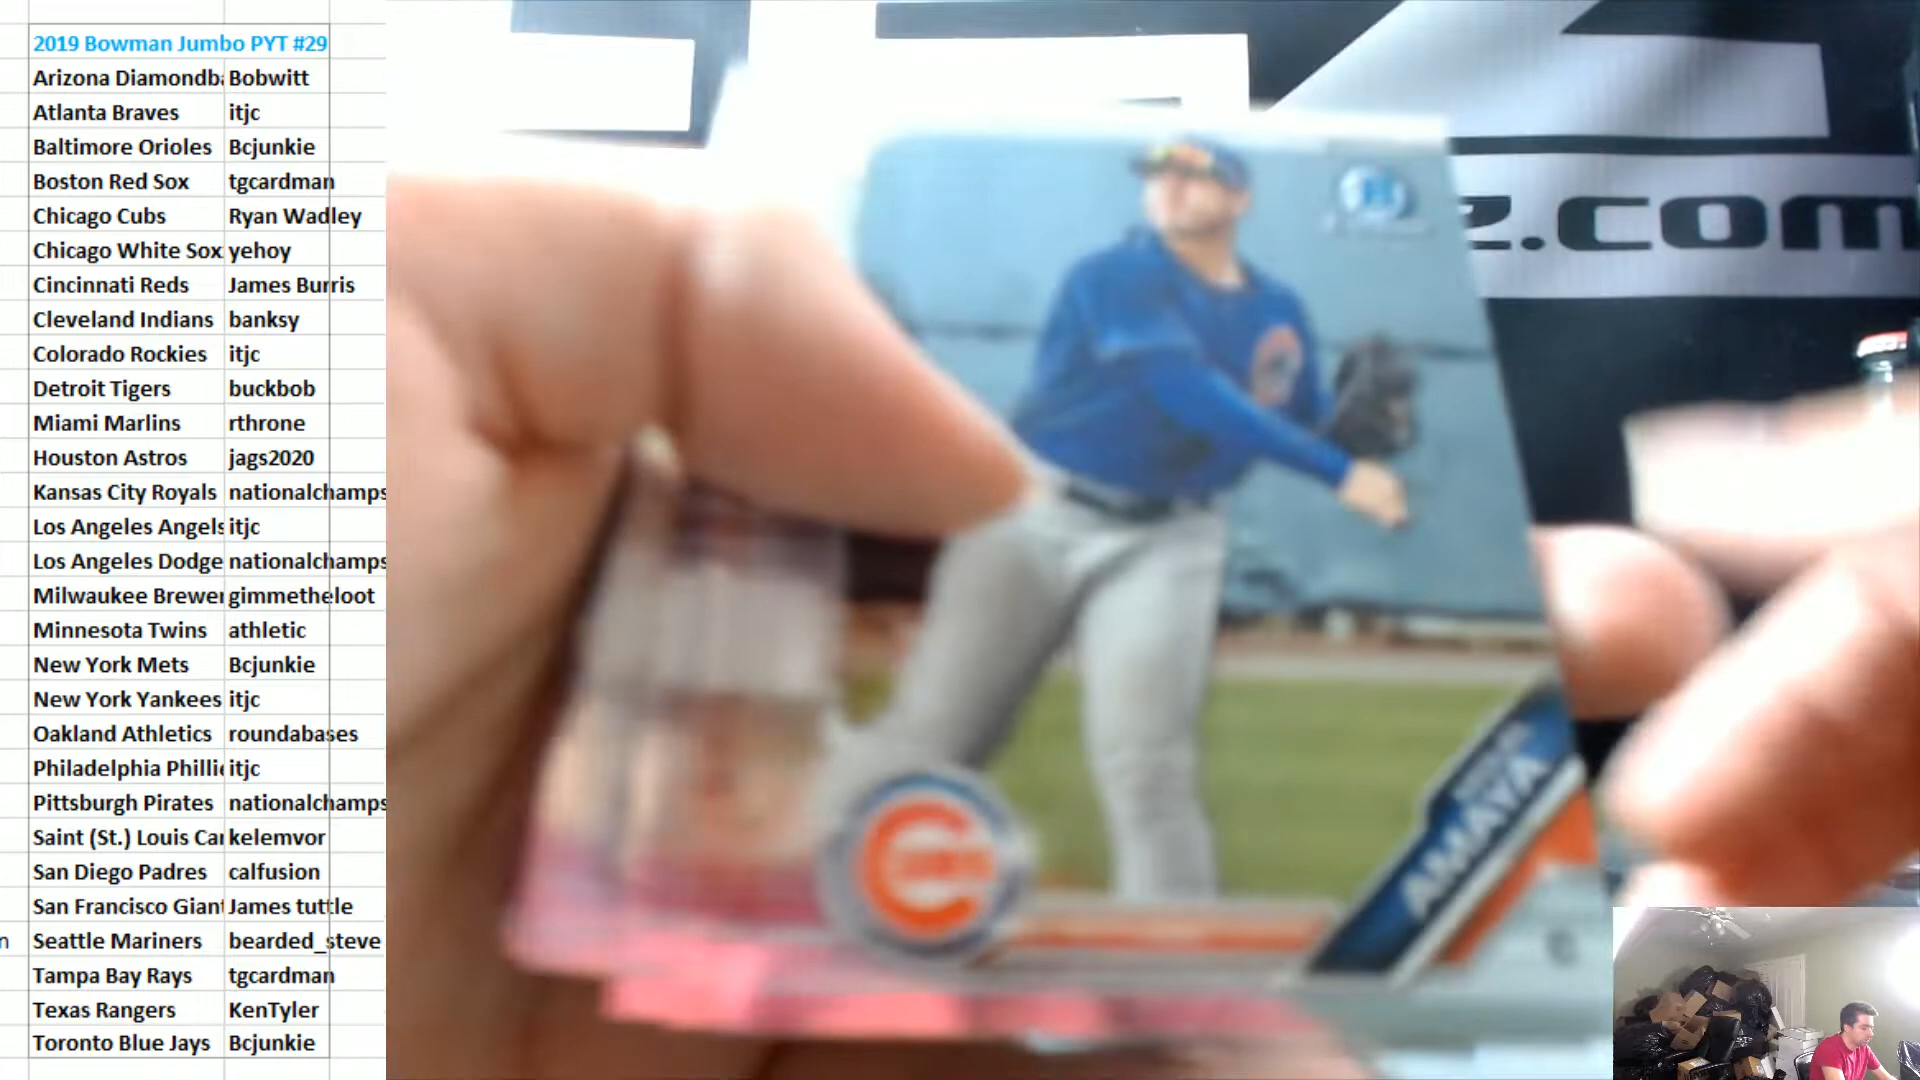 2019 Bowman Jumbo PYT #29
Arizona Diamondba Bobwitt
Atlanta Braves itjc
Baltimore Orioles Bcjunkie
Boston Red Sox tgcardman
Chicago Cubs Ryan Wadley
Chicago White Sox yehoy
Cincinnati Reds James Burris
Cleveland Indians banksy
Colorado Rockies itjc
Detroit Tigers buckbob
Miami Marlins rthrone
Houston Astros jags2020
Kansas City Royals nationalchamps
Los Angeles Angels itjc
Los Angeles Dodge nationalchamps
Milwaukee Brewer gimmetheloot
Minnesota Twins athletic
New York Mets Bcjunkie
New York Yankees itjc
Oakland Athletics roundabases
Philadelphia Phillie itjc
Pittsburgh Pirates nationalchamps
Saint (St.) Louis Car kelemvor
San Diego Padres calfusion
San Francisco Giant James tuttle
n Seattle Mariners bearded_steve
Tampa Bay Rays tgcardman
Texas Rangers KenTyler
Toronto Blue Jays Bcjunkie
z.com
AMAYA
C